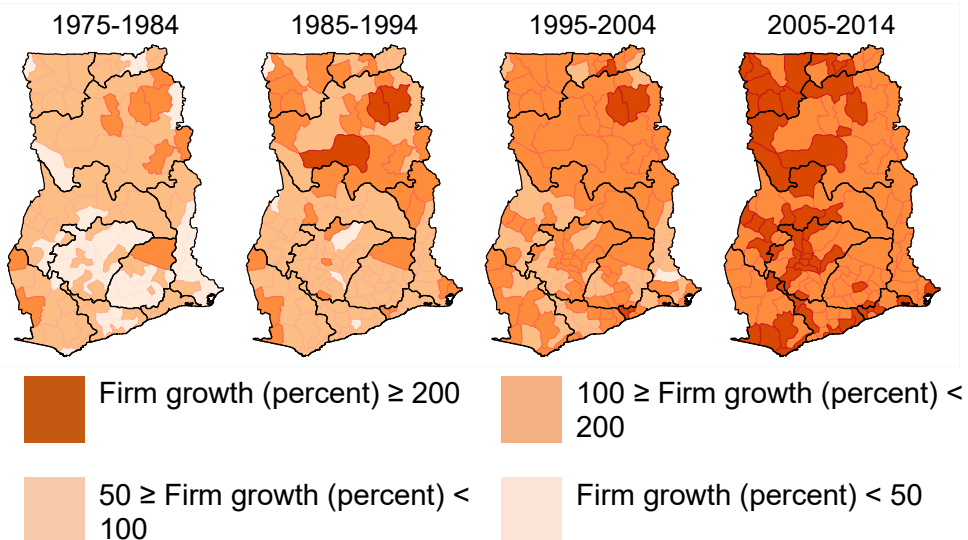 1975-1984 1985-1994 1995-2004 2005-2014
Firm growth (percent) ≥ 200
100 ≥ Firm growth (percent) <
200
50 ≥ Firm growth (percent) <
100
Firm growth (percent) < 50